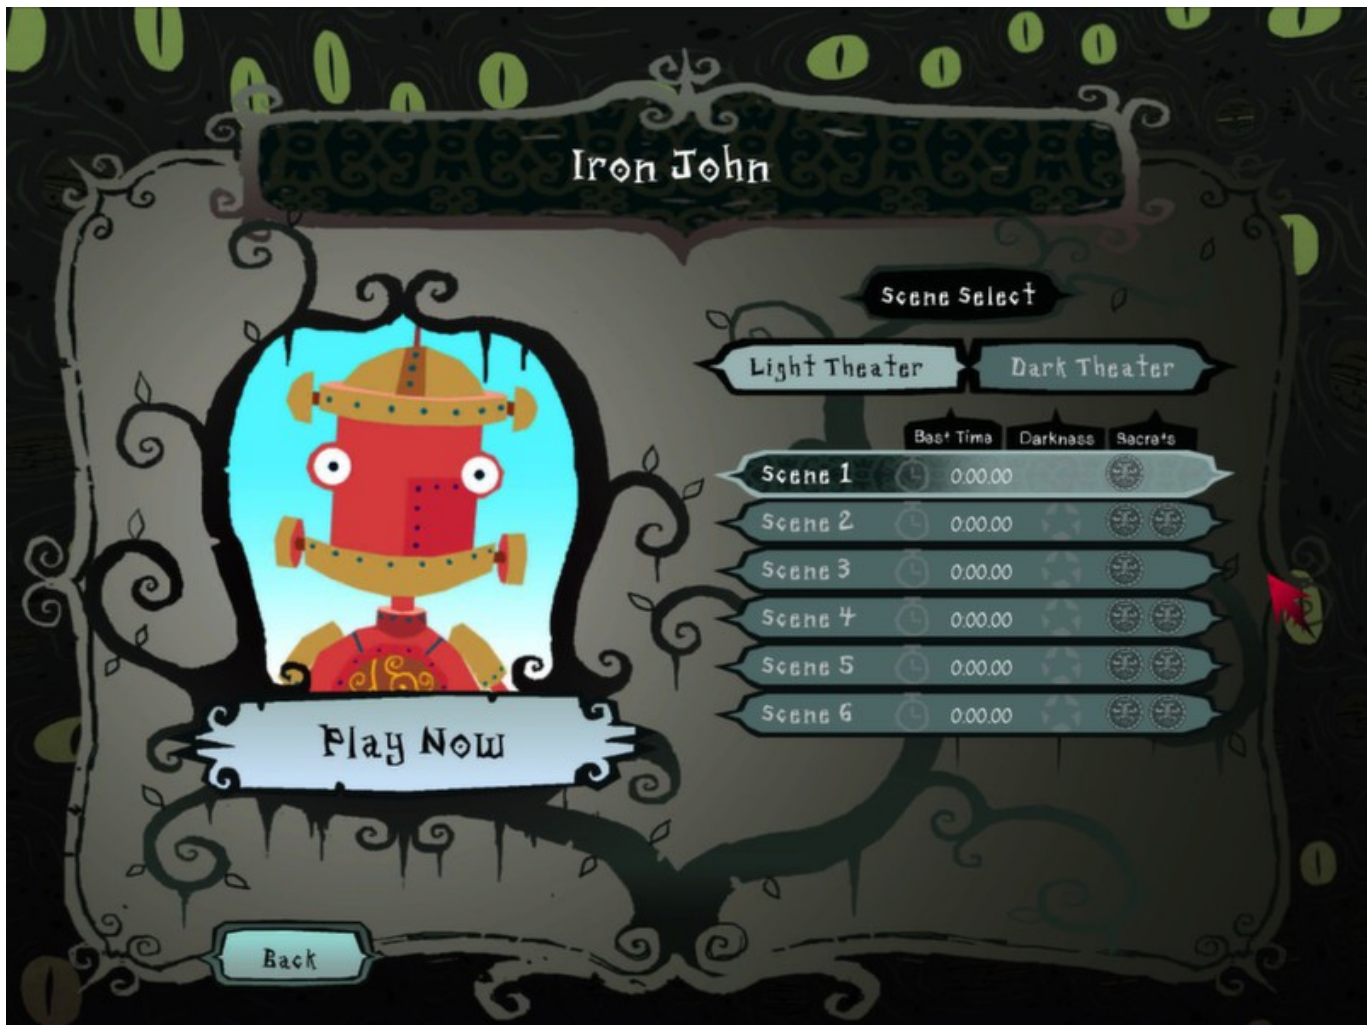 Iron John
Scene Select
Light Theater Dark Theater
Best Time Darkness Secrets
Scene 1 0:00.00
Scene 2 0:00.00
Scene 3 0:00.00
Scene 4 0:00.00
Scene 5 0:00.00
Scene 6 0:00.00
Play Now
Back